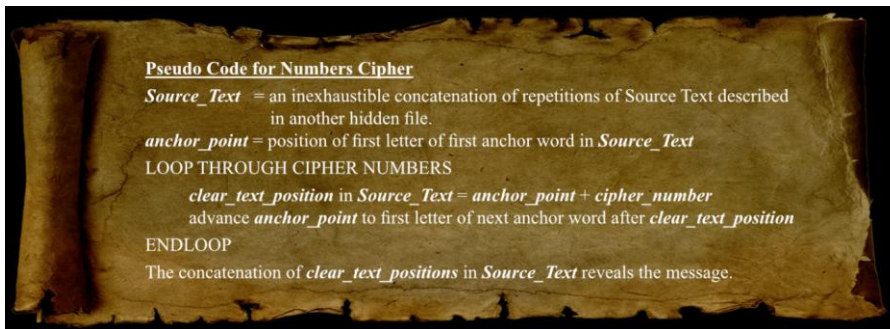 Pseudo Code for Numbers Cipher
Source_Text = an inexhaustible concatenation of repetitions of Source Text described
in another hidden file.
anchor_point = position of first letter of first anchor word in Source_Text
LOOP THROUGH CIPHER NUMBERS
clear_text_position in Source_Text = anchor_point + cipher_number
advance anchor_point to first letter of next anchor word after clear_text_position
ENDLOOP
The concatenation of clear_text_positions in Source_Text reveals the message.